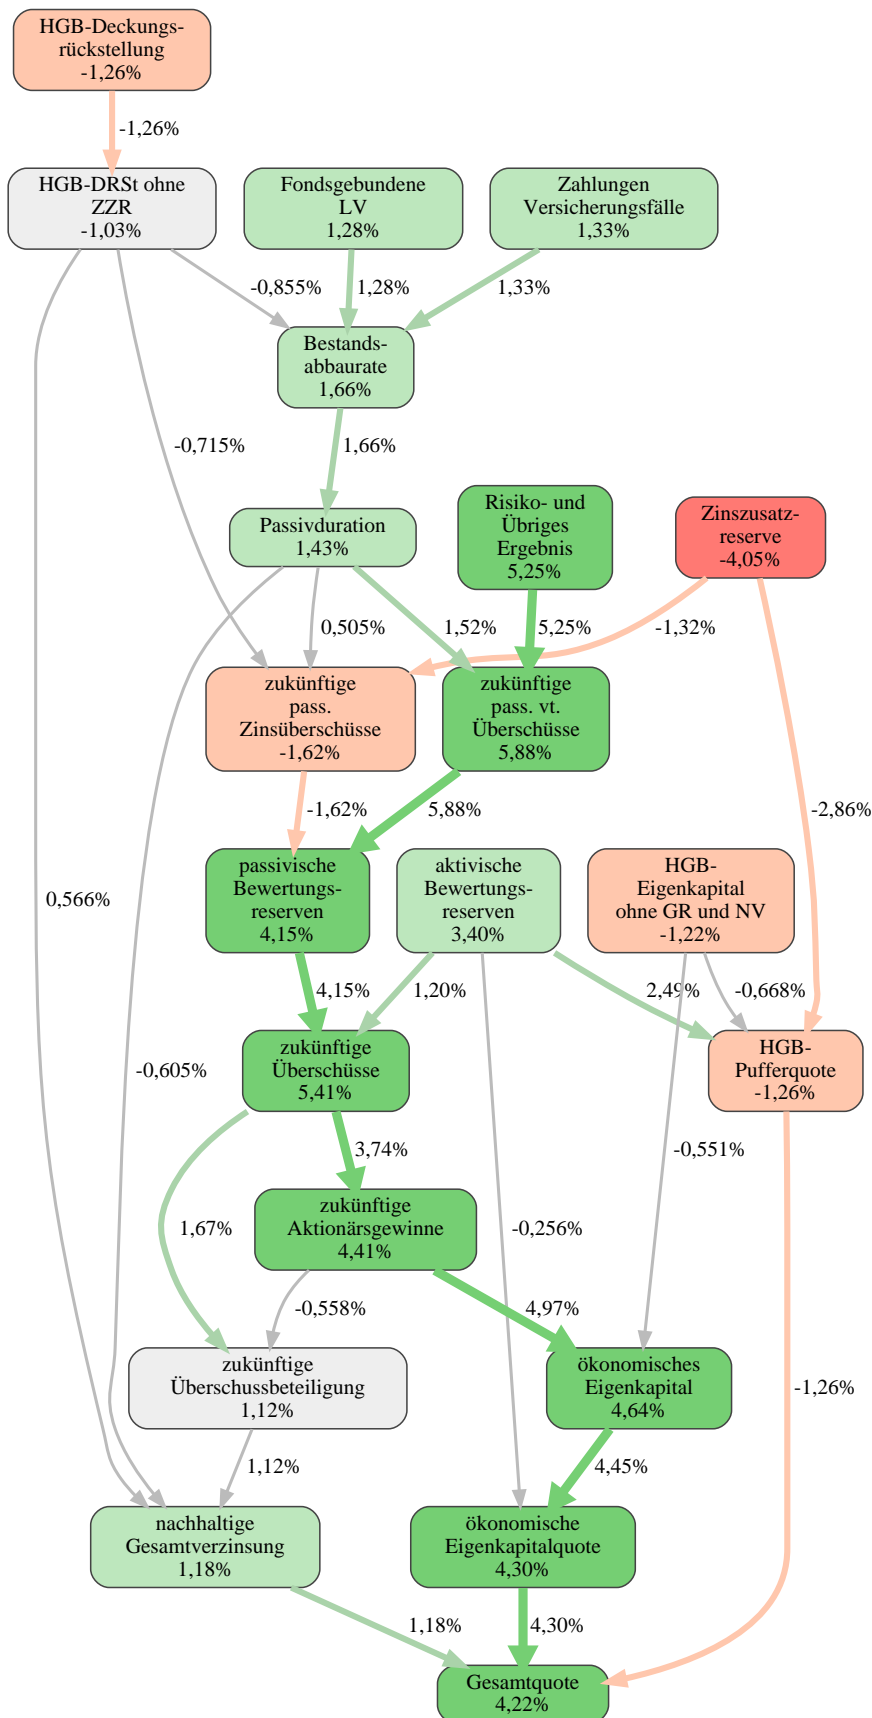 HGB-Deckungs-
rückstellung
-1,26%
-1,26%
HGB-DRSt ohne
ZZR
-1,03%
Fondsgebundene
LV
1,28%
Zahlungen
Versicherungsfälle
1,33%
-0,855%
1,28%
1,33%
Bestands-
abbaurate
1,66%
-0,715%
1,66%
Passivduration
1,43%
Risiko- und
Übriges
Ergebnis
5,25%
Zinszusatz-
reserve
-4,05%
0,505%
1,52%
5,25%
-1,32%
zukünftige
pass.
Zinsüberschüsse
-1,62%
zukünftige
pass. vt.
Überschüsse
5,88%
-1,62%
5,88%
-2,86%
passivische
Bewertungs-
reserven
4,15%
aktivische
Bewertungs-
reserven
3,40%
HGB-
Eigenkapital
ohne GR und NV
-1,22%
0,566%
4,15%
1,20%
2,49%
-0,668%
zukünftige
Überschüsse
5,41%
HGB-
Pufferquote
-1,26%
-0,605%
3,74%
-0,551%
zukünftige
Aktionärsgewinne
4,41%
1,67%
-0,256%
-0,558%
4,97%
zukünftige
Überschussbeteiligung
1,12%
ökonomisches
Eigenkapital
4,64%
-1,26%
1,12%
4,45%
nachhaltige
Gesamtverzinsung
1,18%
ökonomische
Eigenkapitalquote
4,30%
1,18%
4,30%
Gesamtquote
4,22%